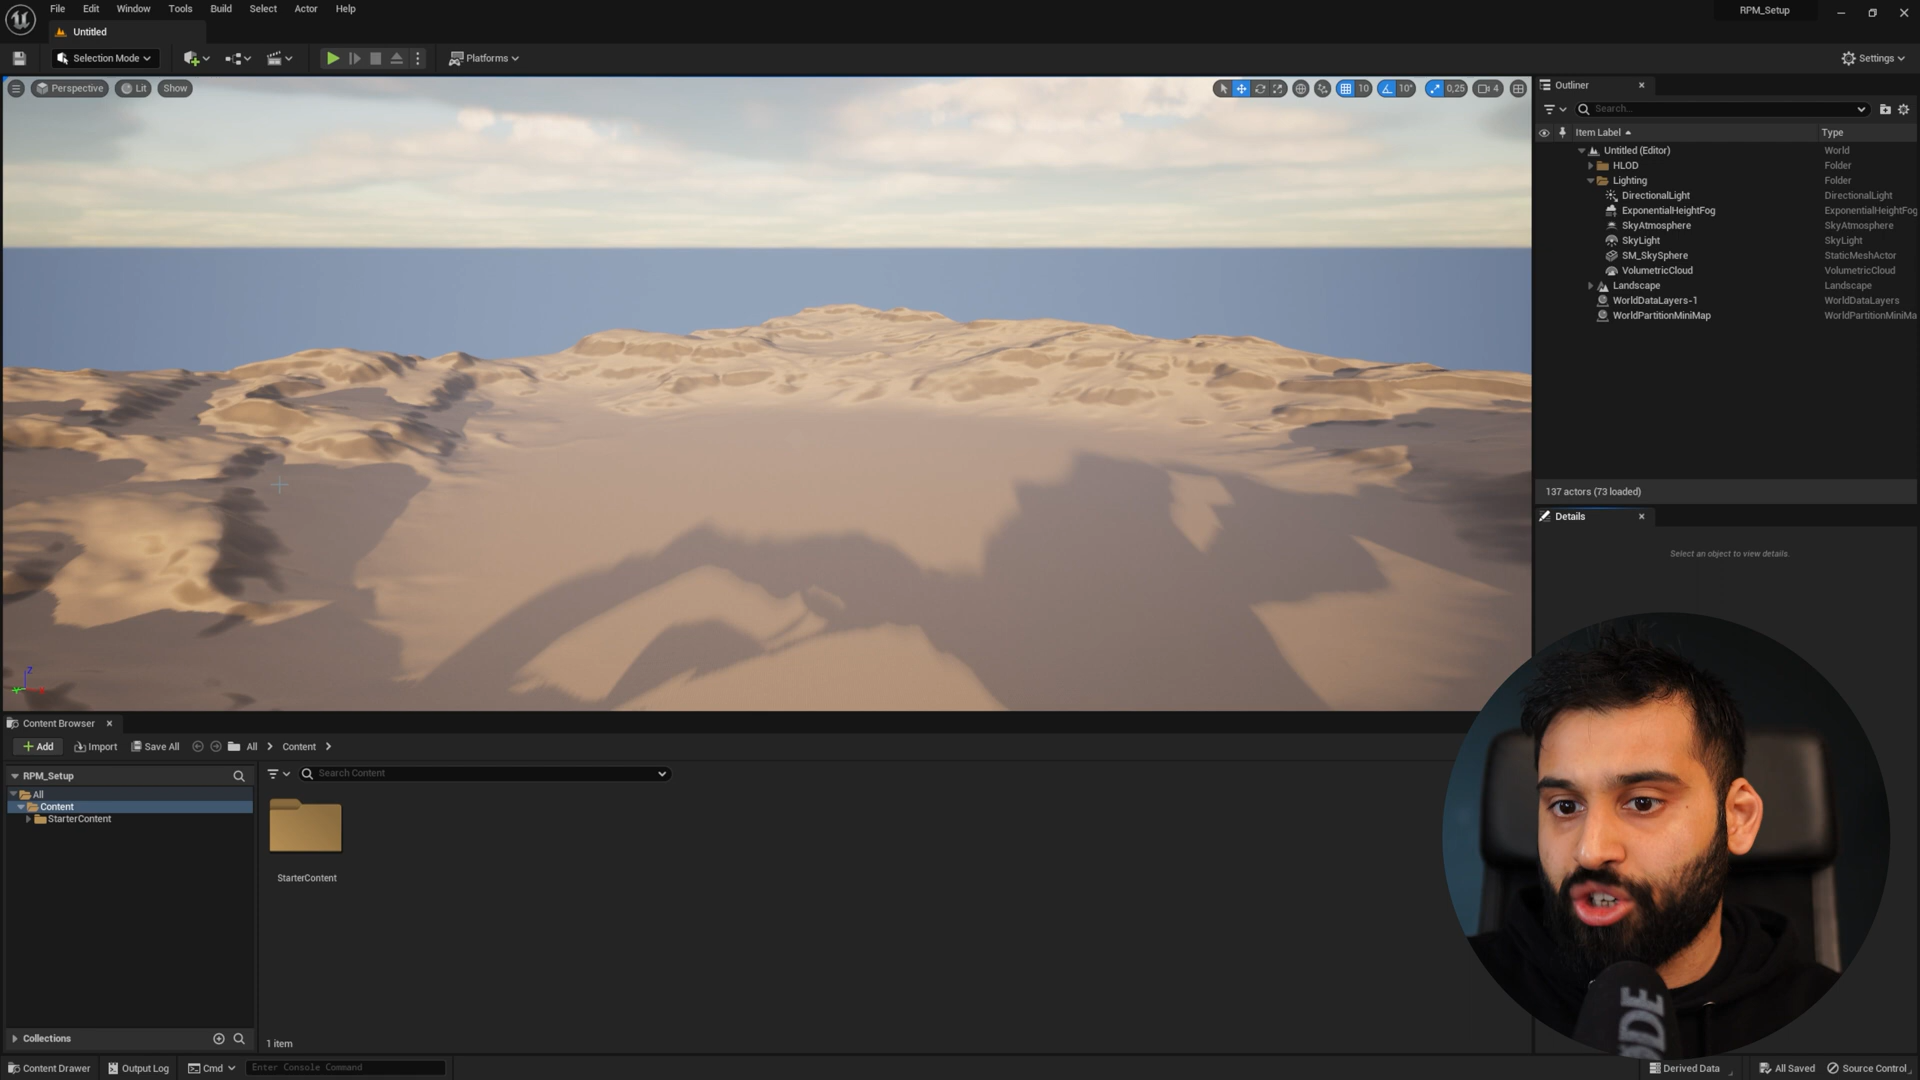 File Edit Window Tools Build Select Actor Help
RPM_Setup
Untitled
Selection Mode
Platforms
Settings
Perspective
Lit
Show
10
10°
0,25
4
Outliner
Search...
Item Label
Type
Untitled (Editor) World
HLOD Folder
Lighting Folder
DirectionalLight DirectionalLight
ExponentialHeightFog ExponentialHeightFog
SkyAtmosphere SkyAtmosphere
SkyLight SkyLight
SM_SkySphere StaticMeshActor
VolumetricCloud VolumetricCloud
Landscape Landscape
WorldDataLayers-1 WorldDataLayers
WorldPartitionMiniMap WorldPartitionMiniMa
137 actors (73 loaded)
Details
Select an object to view details.
Z
Content Browser
Add Import Save All All Content
RPM_Setup
Search Content
All
Content
StarterContent
StarterContent
Collections
1 item
Content Drawer
Output Log
Cmd
Enter Console Command
Derived Data
All Saved
Source Control